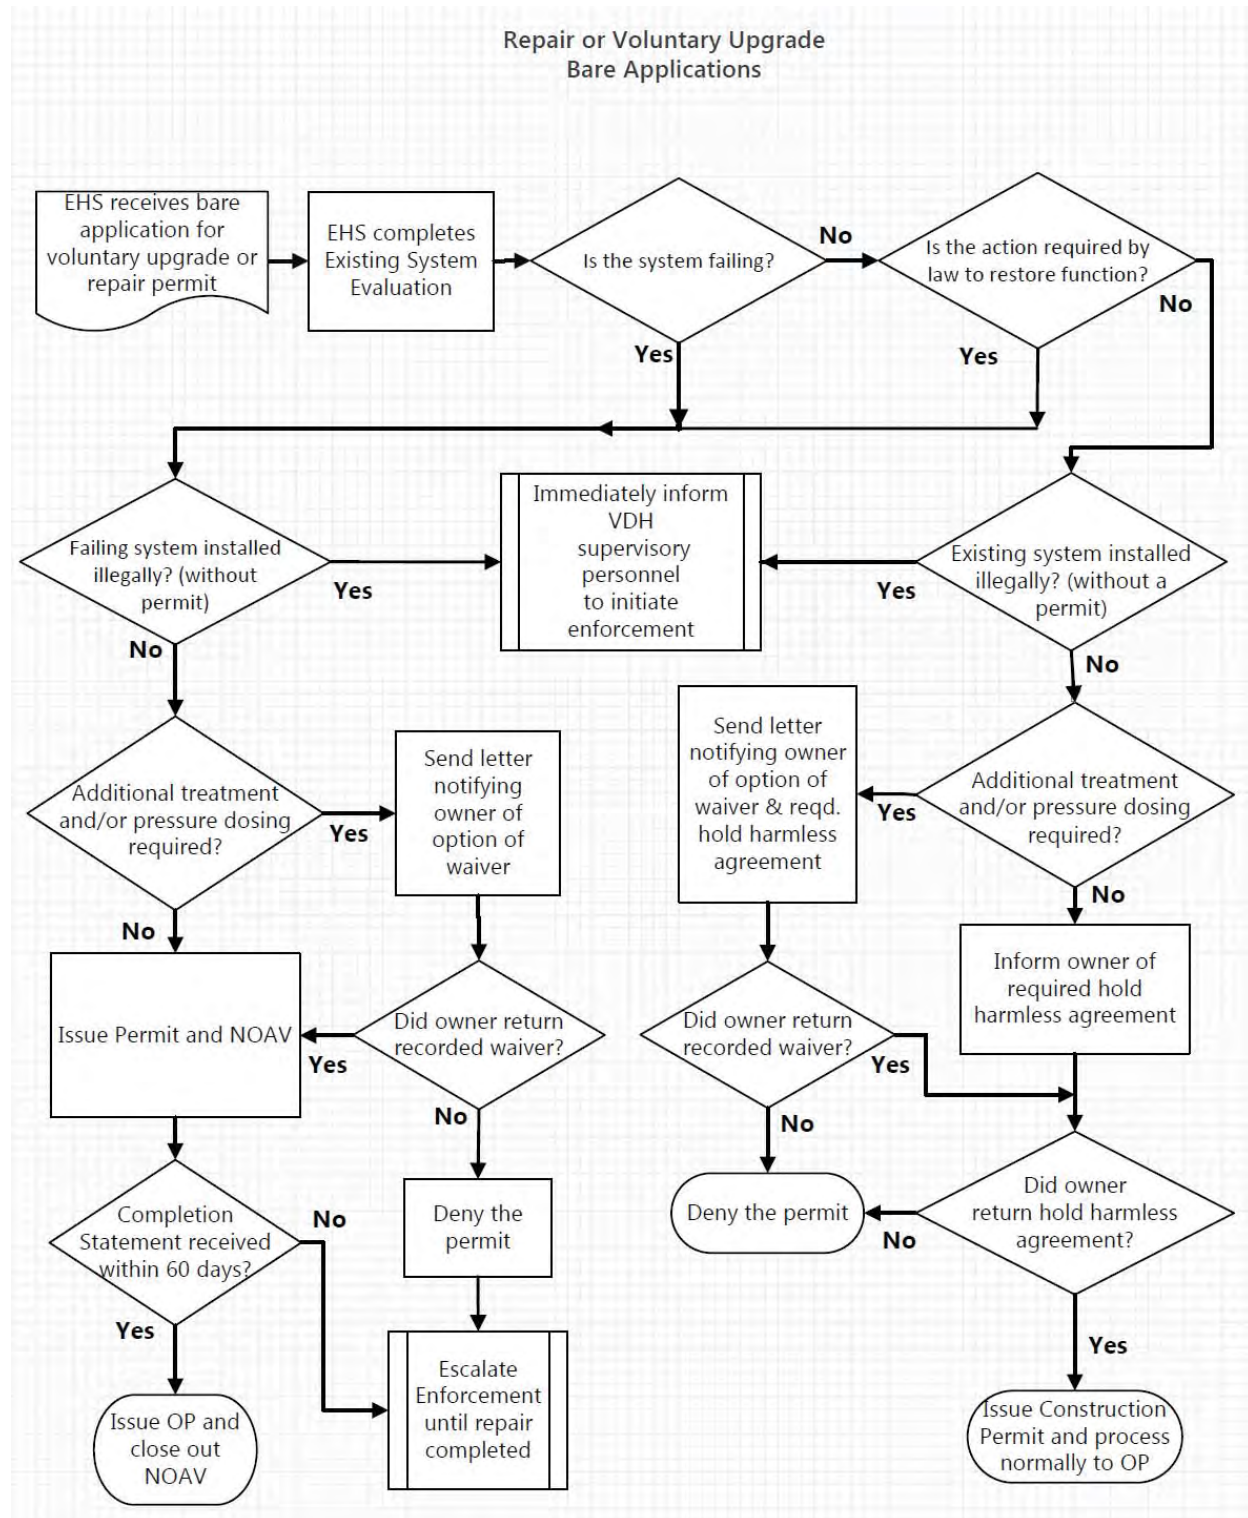 Repair or Voluntary Upgrade
Bare Applications
EHS receives bare
application for
voluntary upgrade or
repair permit
EHS completes
Existing System
Evaluation
Is the system failing?
No
Yes
Is the action required by
law to restore function?
No
Yes
Failing system installed
illegally? (without
permit)
Yes
No
Immediately inform
VDH
supervisory
personnel
to initiate
enforcement
Existing system installed
illegally? (without a
permit)
Yes
No
Additional treatment
and/or pressure dosing
required?
Yes
No
Send letter
notifying
owner of
option of
waiver
Send letter
notifying owner
of option of
waiver & reqd.
hold harmless
agreement
Additional treatment
and/or pressure dosing
required?
Yes
No
Issue Permit and NOAV
Did owner return
recorded waiver?
Yes
No
Did owner return
recorded waiver?
Yes
No
Inform owner of
required hold
harmless agreement
Completion
Statement received
within 60 days?
No
Yes
Deny the
permit
Deny the permit
Did owner
return hold harmless
agreement?
No
Yes
Issue OP and
close out
NOAV
Escalate
Enforcement
until repair
completed
Issue Construction
Permit and process
normally to OP